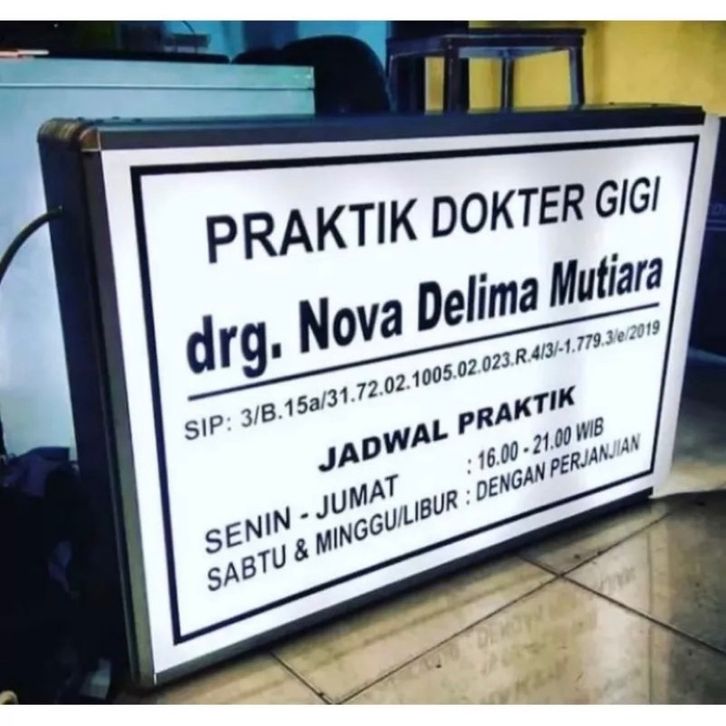 PRAKTIK DOKTER GIGI
drg. Nova Delima Mutiara
SIP: 3/B.15a/31.72.02.1005.02.023.R.4/3/-1.779.3/e/2019
JADWAL PRAKTIK
SENIN - JUMAT : 16.00 - 21.00 WIB
SABTU & MINGGU/LIBUR : DENGAN PERJANJIAN